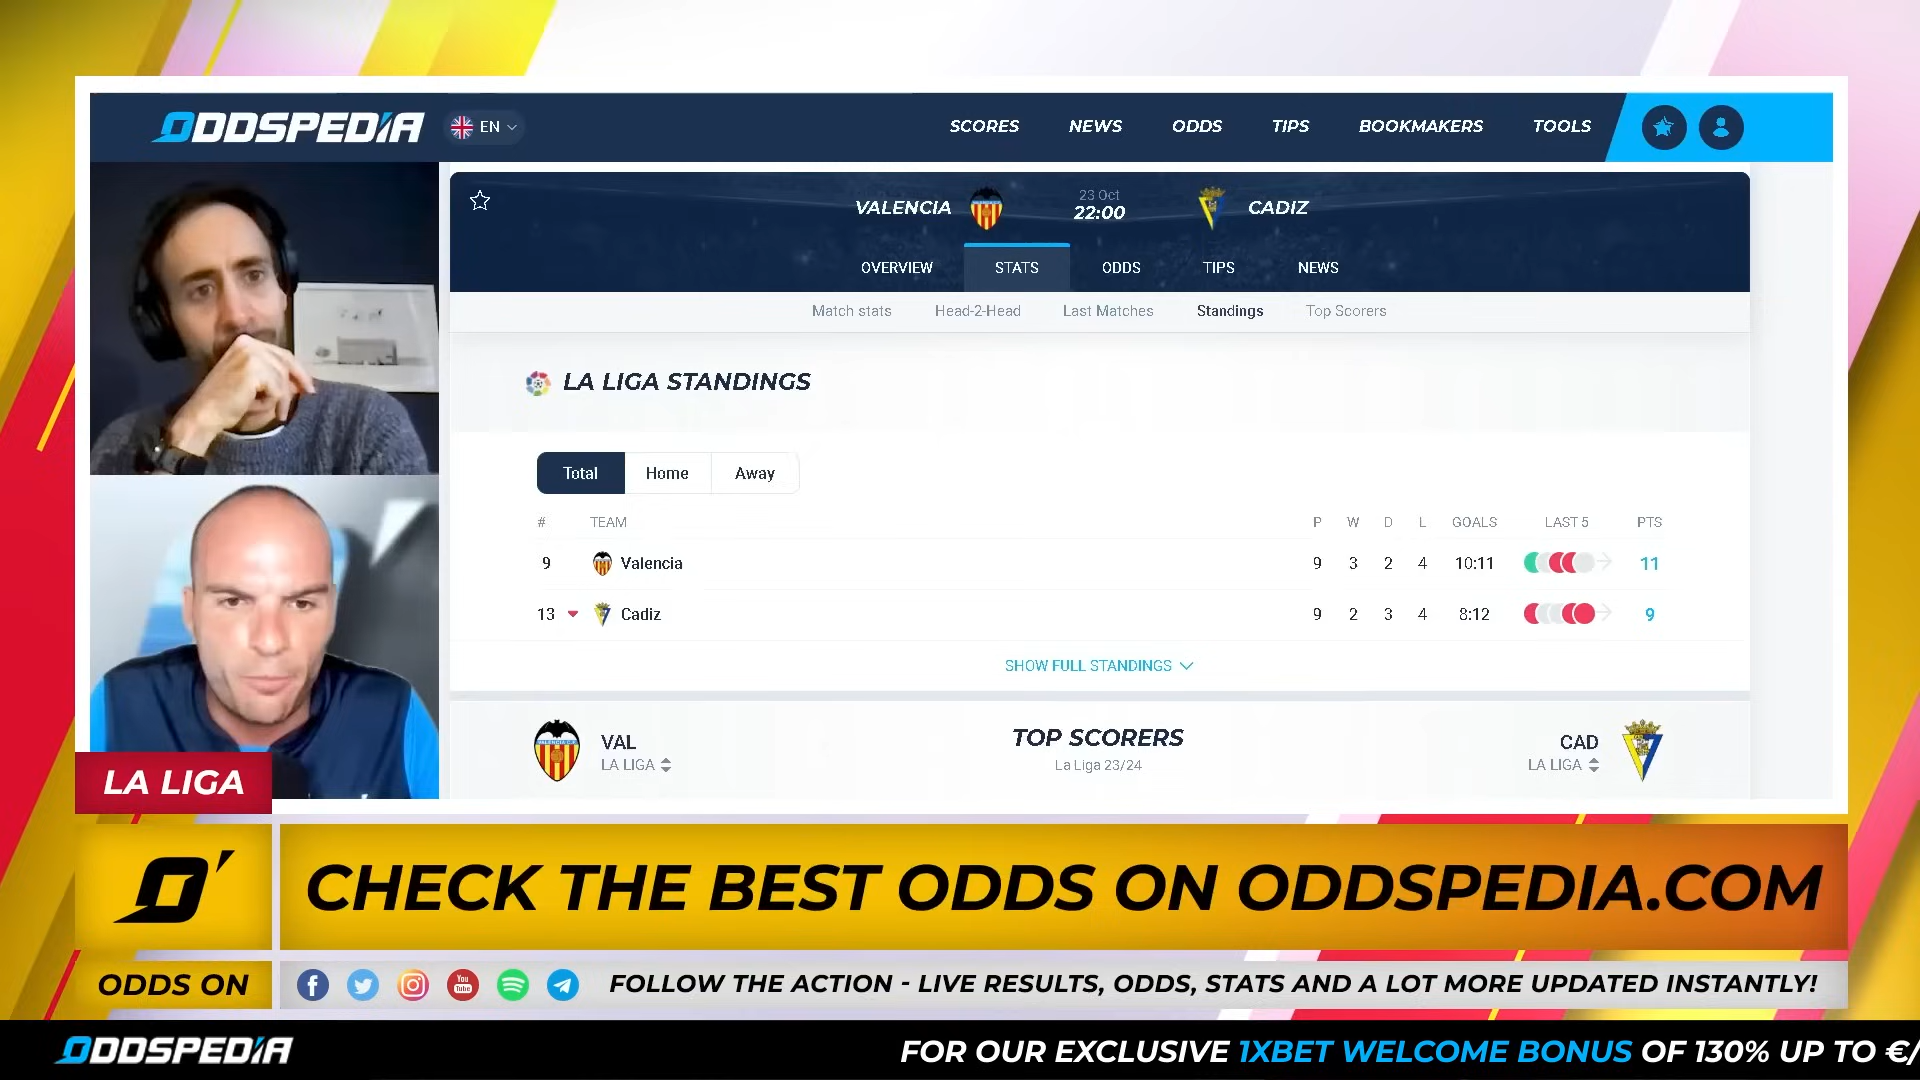 ODDSPEDIA EN SCORES NEWS ODDS TIPS BOOKMAKERS TOOLS
VALENCIA 23 Oct 22:00 CADIZ
OVERVIEW STATS ODDS TIPS NEWS
Match stats Head-2-Head Last Matches Standings Top Scorers
LA LIGA STANDINGS
Total Home Away
# TEAM P W D L GOALS LAST 5 PTS
9 Valencia 9 3 2 4 10:11 11
13 Cadiz 9 2 3 4 8:12 9
SHOW FULL STANDINGS
VAL TOP SCORERS CAD
LA LIGA La Liga 23/24 LA LIGA
LA LIGA
CHECK THE BEST ODDS ON ODDSPEDIA.COM
ODDS ON FOLLOW THE ACTION - LIVE RESULTS, ODDS, STATS AND A LOT MORE UPDATED INSTANTLY!
ODDSPEDIA FOR OUR EXCLUSIVE 1XBET WELCOME BONUS OF 130% UP TO €/